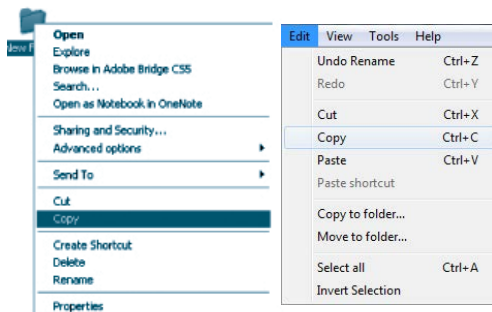 Open
Explore
Browse in Adobe Bridge CS5
Search...
Open as Notebook in OneNote
Sharing and Security...
Advanced options
Send To
Cut
Copy
Create Shortcut
Delete
Rename
Properties
Edit View Tools Help
Undo Rename Ctrl+Z
Redo Ctrl+Y
Cut Ctrl+X
Copy Ctrl+C
Paste Ctrl+V
Paste shortcut
Copy to folder...
Move to folder...
Select all Ctrl+A
Invert Selection